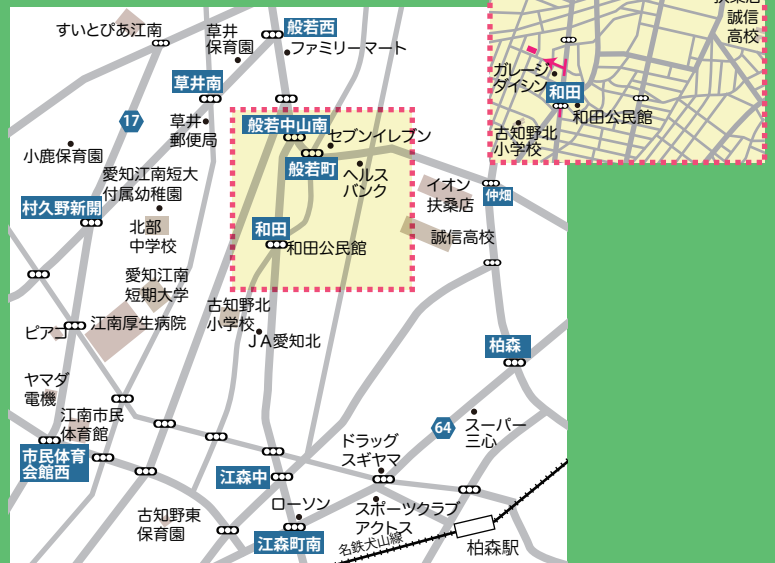 すいとぴあ江南
草井
保育園
般若西
ファミリーマート
草井南
17
草井
郵便局
般若中山南
セブンイレブン
般若町
ヘルス
バンク
小鹿保育園
愛知江南短大
付属幼稚園
村久野新開
北部
中学校
和田
和田公民館
イオン
扶桑店
仲畑
誠信高校
愛知江南
短期大学
古知野北
小学校
JA愛知北
ピアゴ
江南厚生病院
柏森
ヤマダ
電機
江南市民
体育館
市民体育
会館西
64
スーパー
三心
ドラッグ
スギヤマ
江森中
ローソン
スポーツクラブ
アクトス
古知野東
保育園
江森町南
名鉄犬山線
柏森駅
扶桑店
誠信
高校
ガレージ
ダイシン
和田
和田公民館
古知野北
小学校